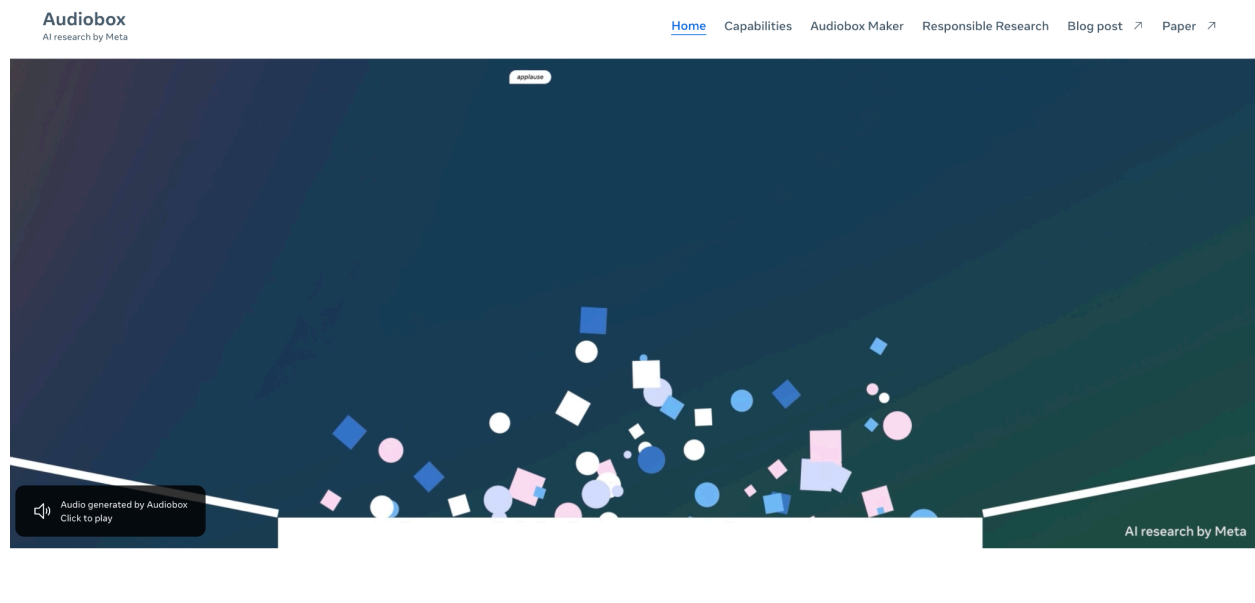 Audiobox
AI research by Meta
Home Capabilities Audiobox Maker Responsible Research Blog post Paper
applause
Audio generated by Audiobox
Click to play
AI research by Meta